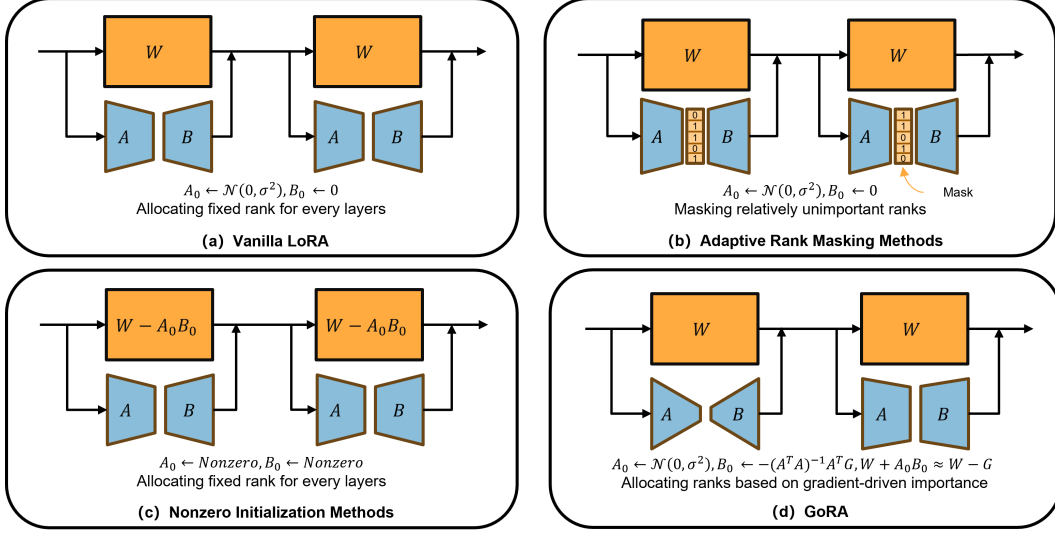 W
W
A
B
A
B
A₀ ← 𝒩(0, σ²), B₀ ← 0
Allocating fixed rank for every layers
(a) Vanilla LoRA
W
W
A
0
1
1
0
1
B
A
1
1
0
1
0
B
A₀ ← 𝒩(0, σ²), B₀ ← 0
Mask
Masking relatively unimportant ranks
(b) Adaptive Rank Masking Methods
W − A₀B₀
W − A₀B₀
A
B
A
B
A₀ ← Nonzero, B₀ ← Nonzero
Allocating fixed rank for every layers
(c) Nonzero Initialization Methods
W
W
A
B
A
B
A₀ ← 𝒩(0, σ²), B₀ ← −(AᵀA)⁻¹AᵀG, W + A₀B₀ ≈ W − G
Allocating ranks based on gradient-driven importance
(d) GoRA